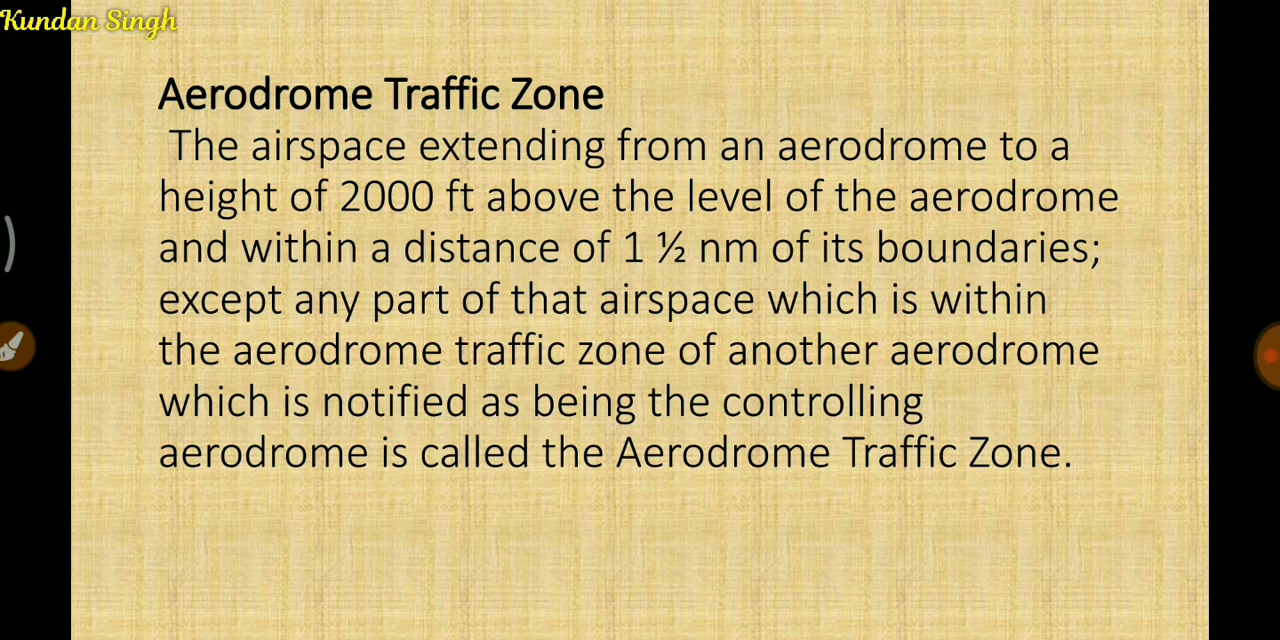 Kundan Singh
Aerodrome Traffic Zone
The airspace extending from an aerodrome to a
height of 2000 ft above the level of the aerodrome
and within a distance of 1 ½ nm of its boundaries;
except any part of that airspace which is within
the aerodrome traffic zone of another aerodrome
which is notified as being the controlling
aerodrome is called the Aerodrome Traffic Zone.